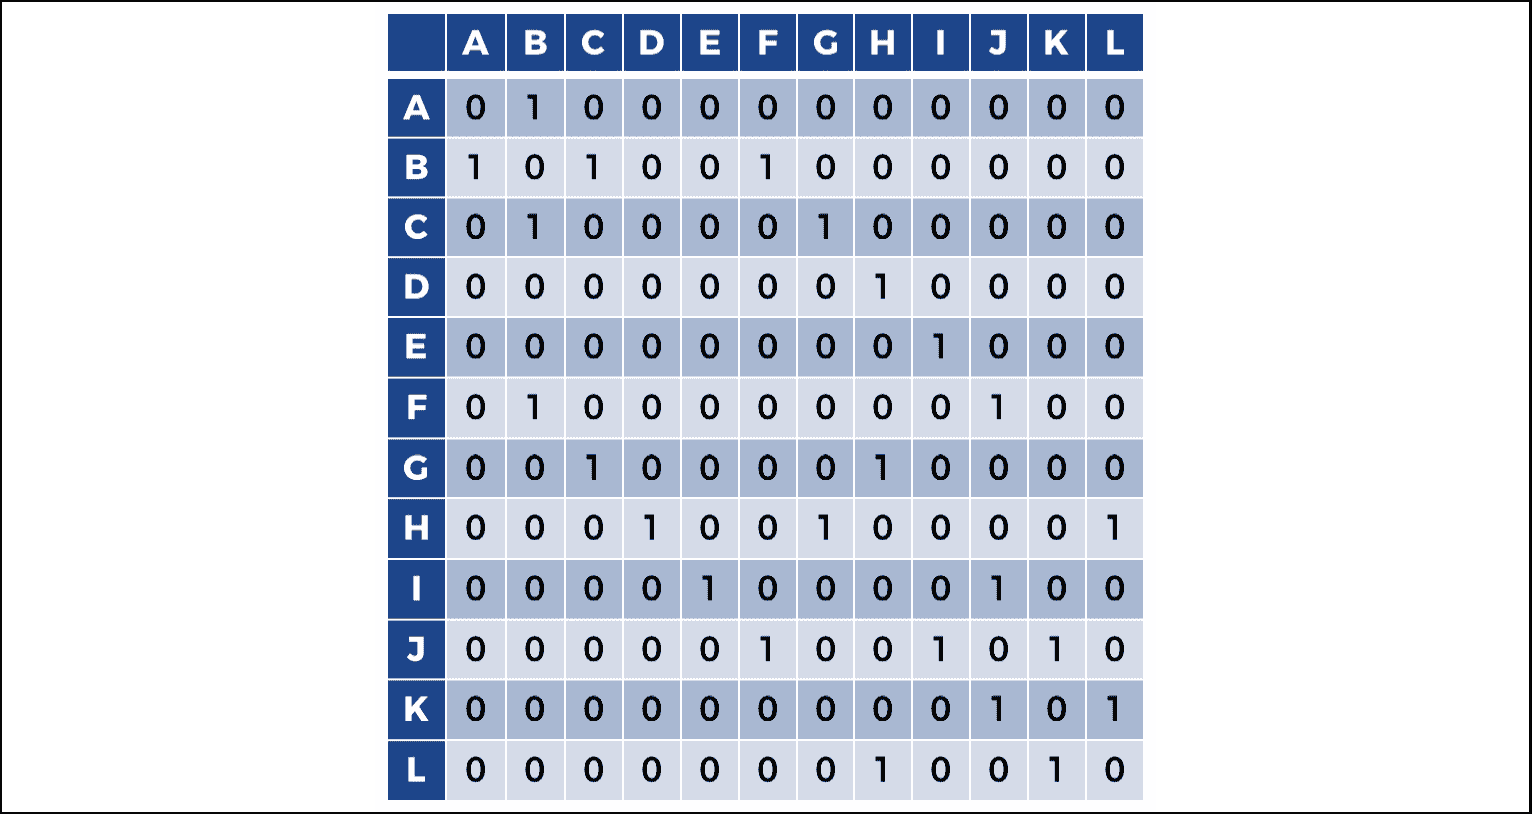 A B C D E F G H I J K L
A 0 1 0 0 0 0 0 0 0 0 0 0
B 1 0 1 0 0 1 0 0 0 0 0 0
C 0 1 0 0 0 0 1 0 0 0 0 0
D 0 0 0 0 0 0 0 1 0 0 0 0
E 0 0 0 0 0 0 0 0 1 0 0 0
F 0 1 0 0 0 0 0 0 0 1 0 0
G 0 0 1 0 0 0 0 1 0 0 0 0
H 0 0 0 1 0 0 1 0 0 0 0 1
I 0 0 0 0 1 0 0 0 0 1 0 0
J 0 0 0 0 0 1 0 0 1 0 1 0
K 0 0 0 0 0 0 0 0 0 1 0 1
L 0 0 0 0 0 0 0 1 0 0 1 0